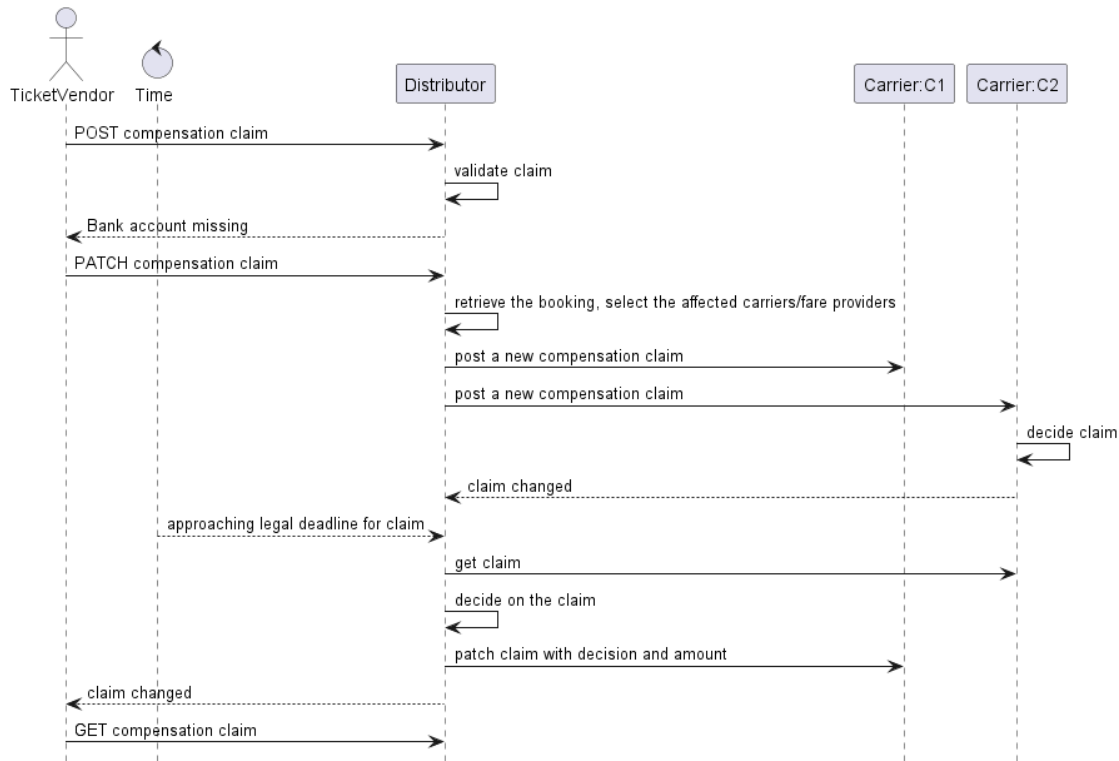 TicketVendor
Time
Distributor
Carrier:C1
Carrier:C2
POST compensation claim
validate claim
Bank account missing
PATCH compensation claim
retrieve the booking, select the affected carriers/fare providers
post a new compensation claim
post a new compensation claim
decide claim
claim changed
approaching legal deadline for claim
get claim
decide on the claim
patch claim with decision and amount
claim changed
GET compensation claim